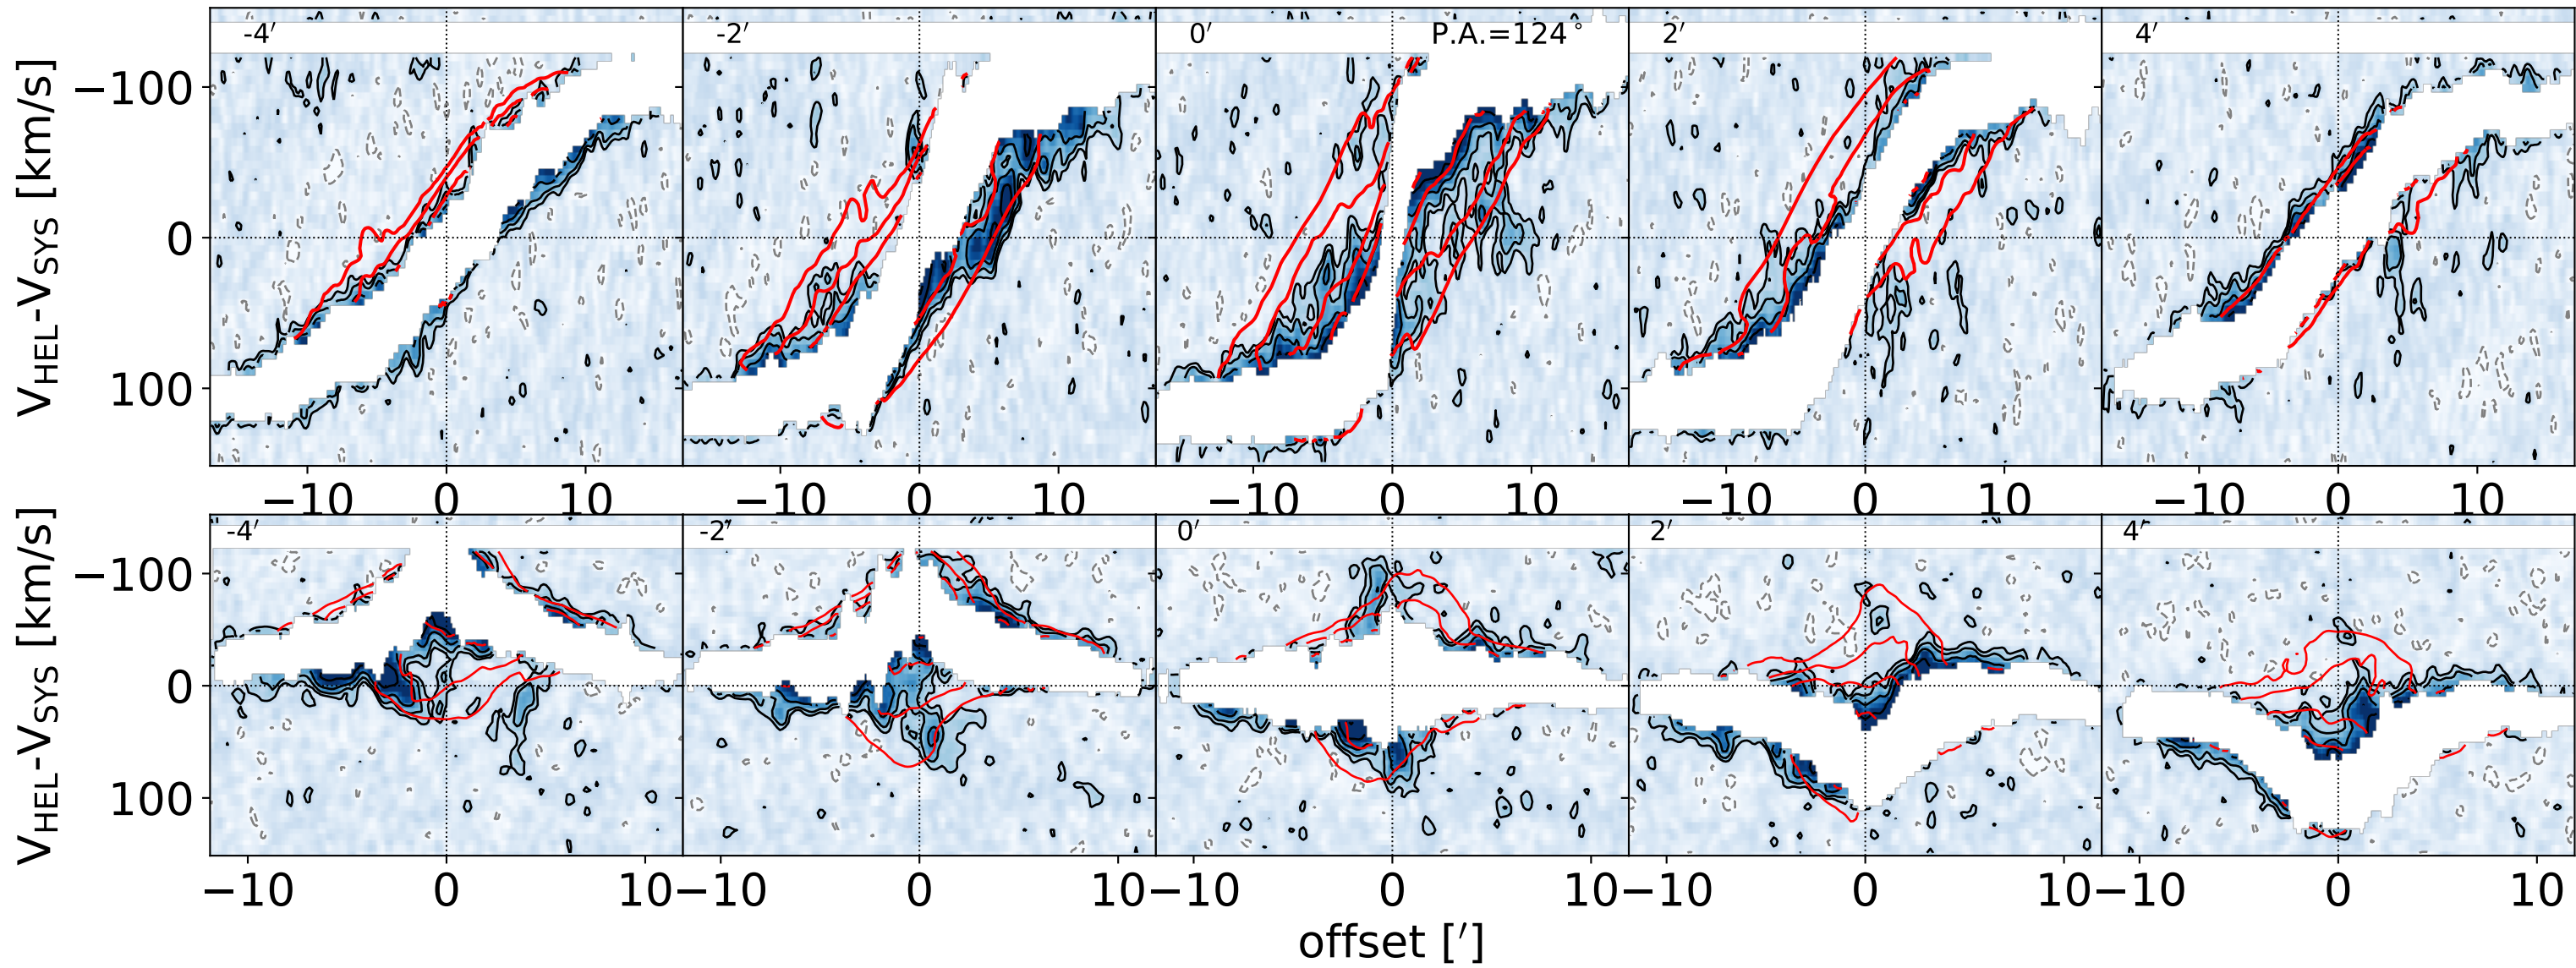 -4′ -2′ 0′ P.A.=124° 2′ 4′
V_HEL-V_SYS [km/s]
−100
0
100
−10 0 10 −10 0 10 −10 0 10 −10 0 10 −10 0 10
-4′ -2′ 0′ 2′ 4′
V_HEL-V_SYS [km/s]
−100
0
100
−10 0 10 −10 0 10 −10 0 10 −10 0 10 −10 0 10
offset [′]